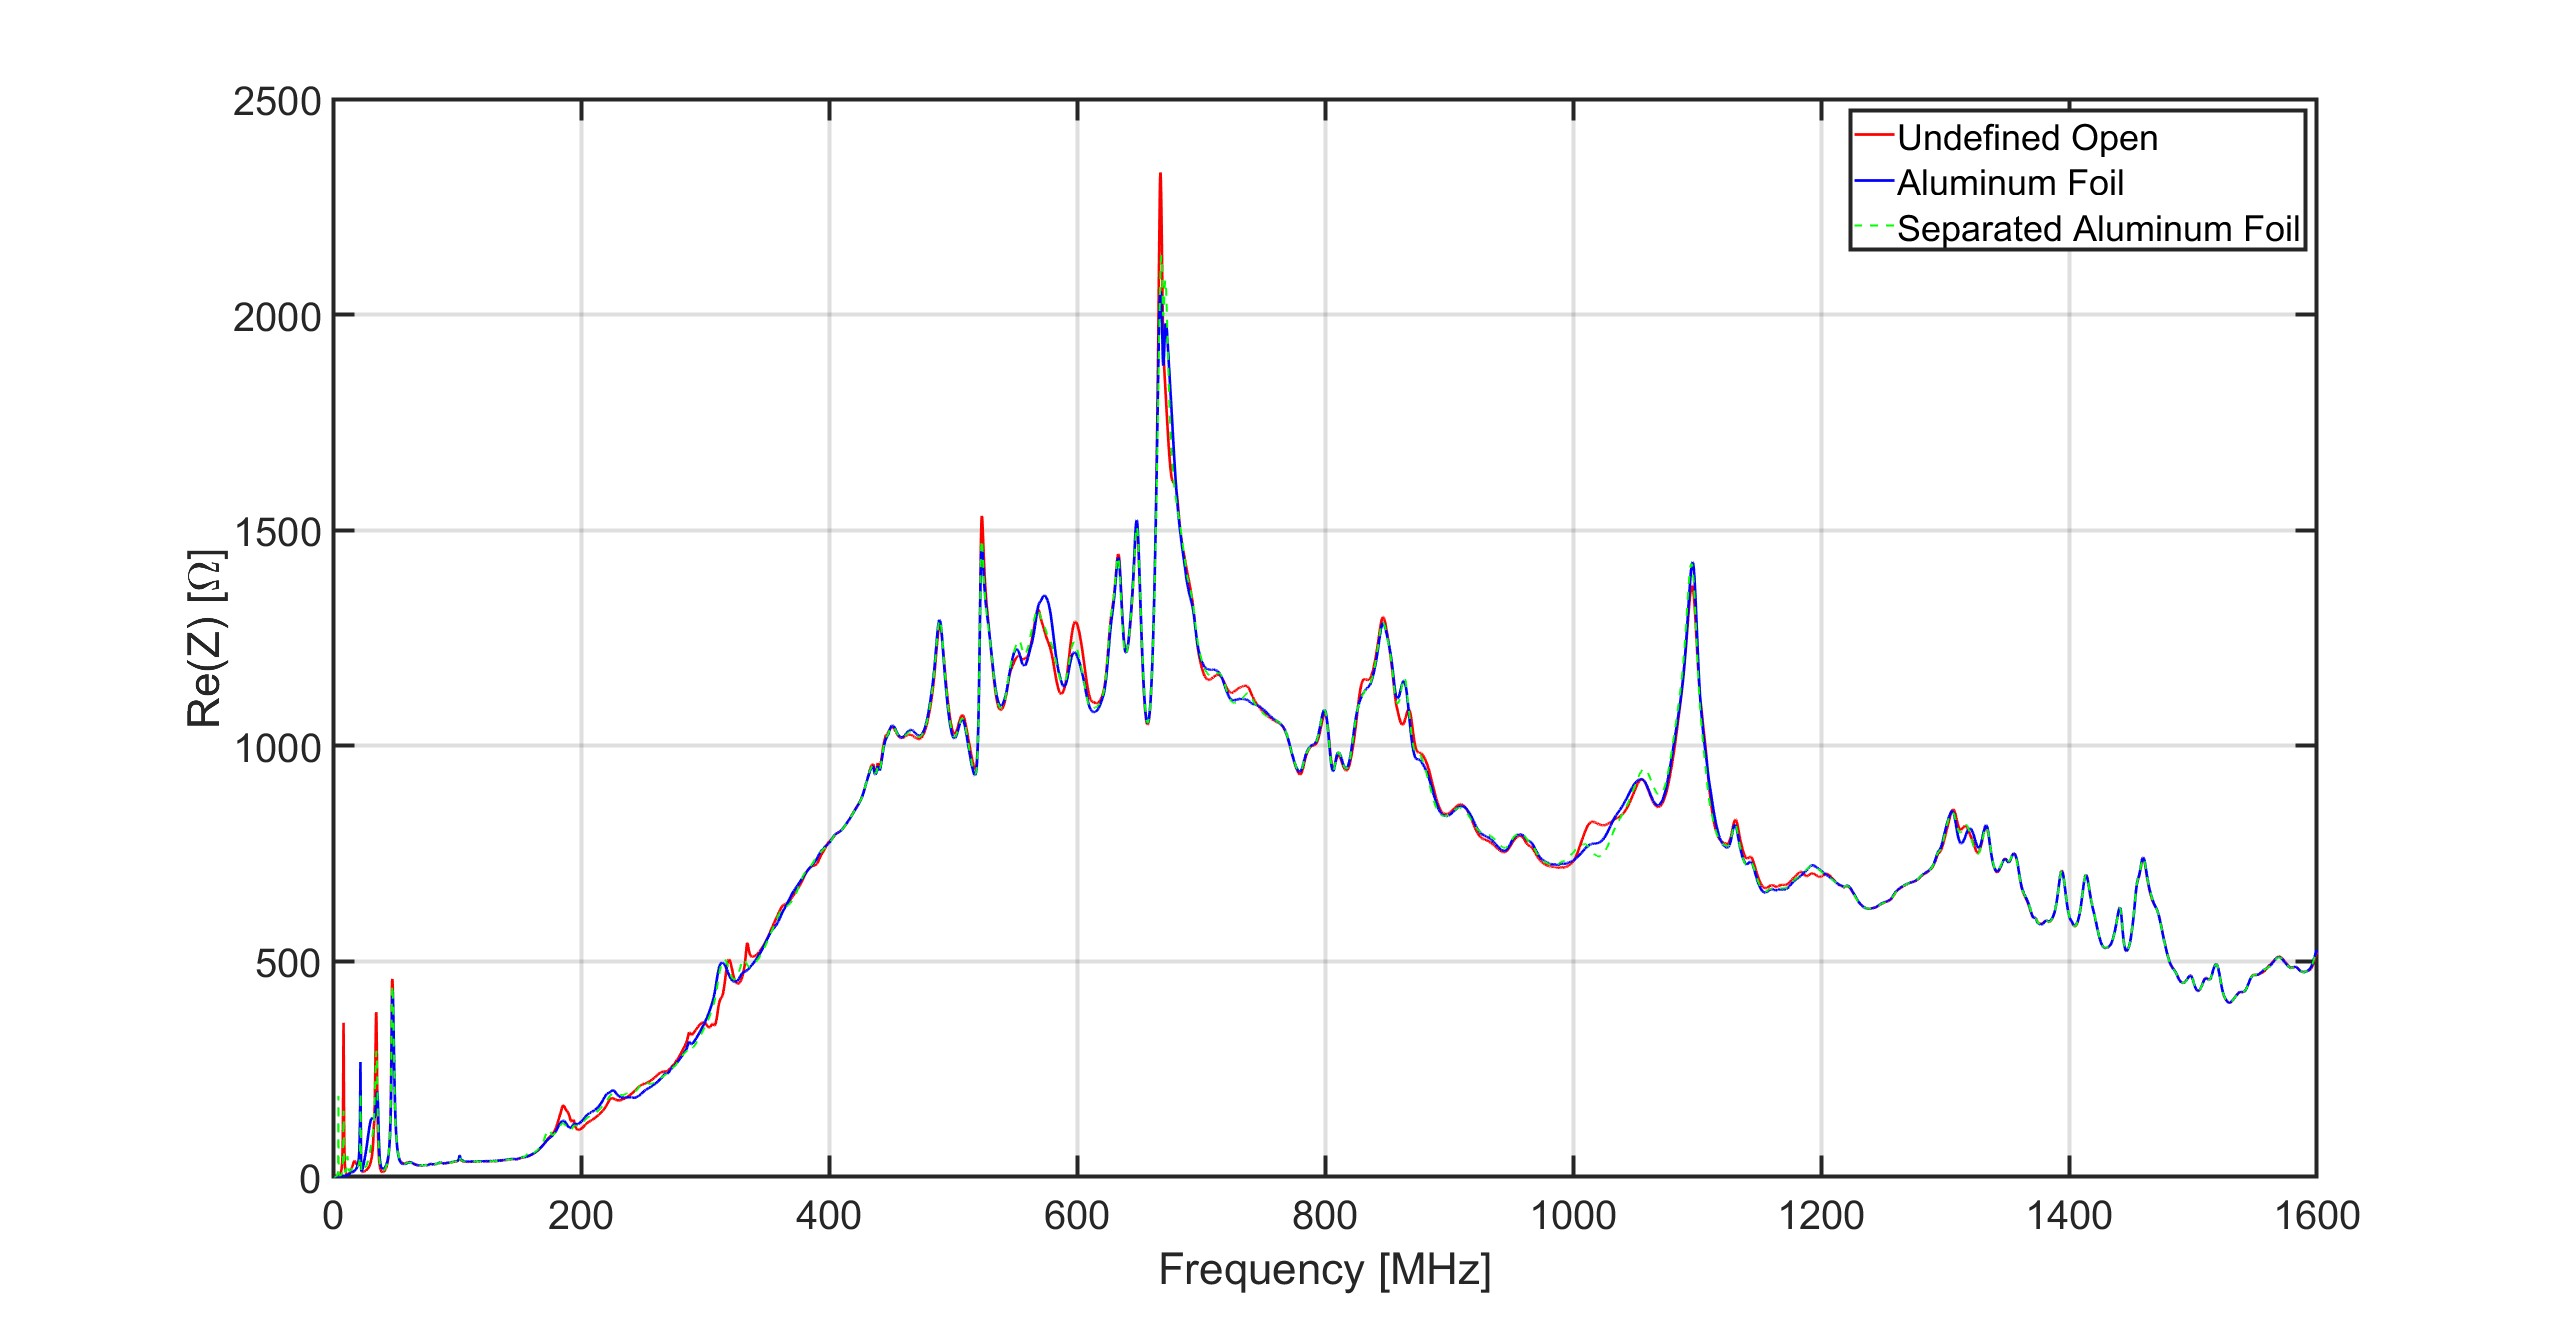 2500
2000
1500
1000
500
0
Re(Z) [Ω]
Undefined Open
Aluminum Foil
Separated Aluminum Foil
0 200 400 600 800 1000 1200 1400 1600
Frequency [MHz]